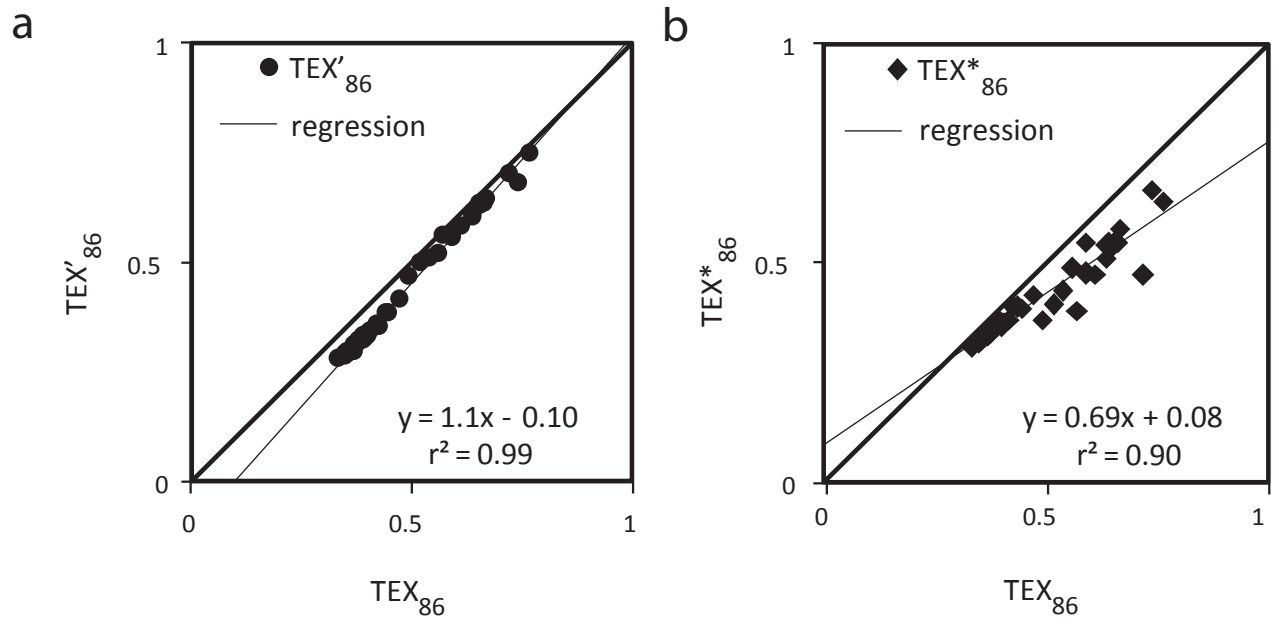 a
1
TEX’86
regression
TEX’86
0.5
y = 1.1x - 0.10
r² = 0.99
0
0
0.5
1
TEX86
b
1
TEX*86
regression
TEX*86
0.5
y = 0.69x + 0.08
r² = 0.90
0
0
0.5
1
TEX86